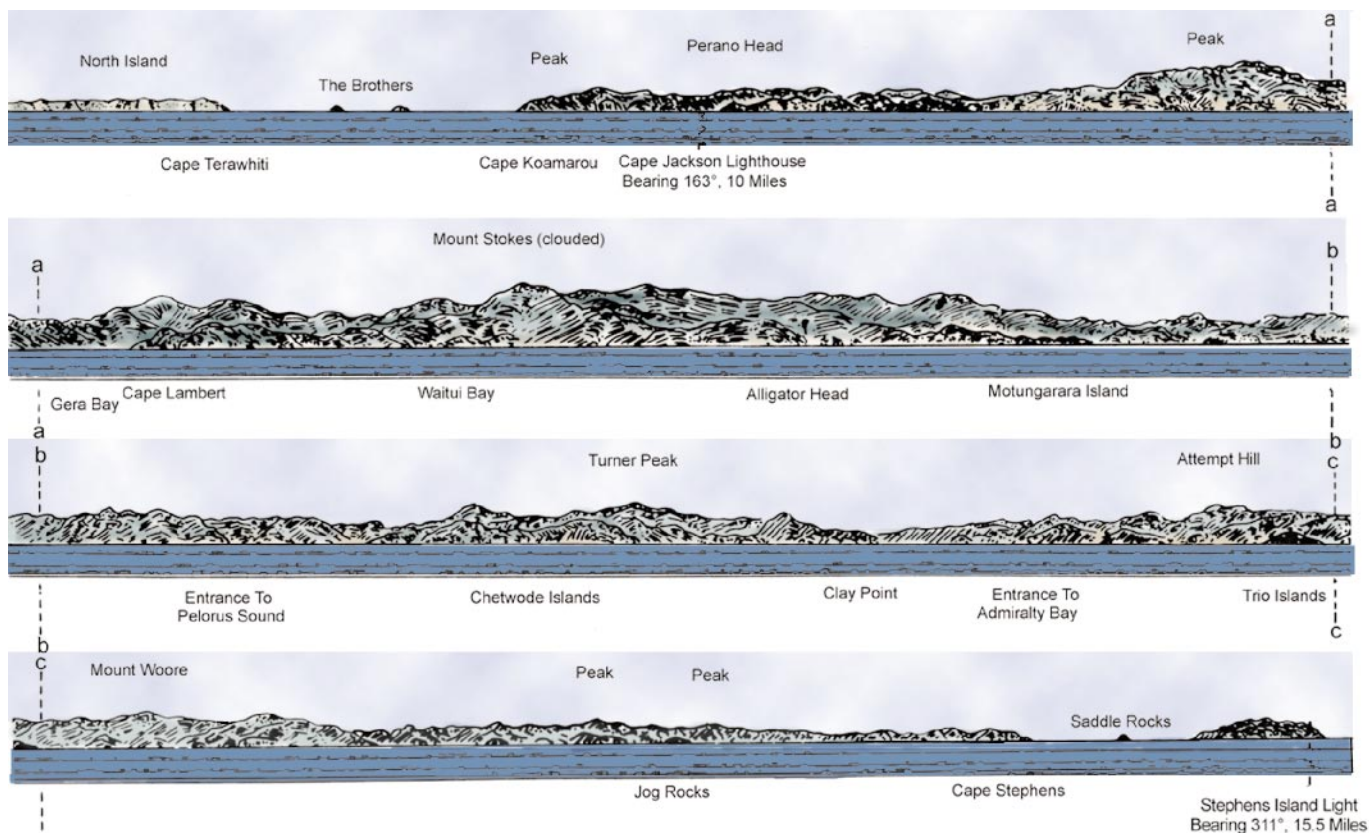 a
Peak
Perano Head
Peak
North Island
The Brothers
Cape Terawhiti
Cape Koamarou
Cape Jackson Lighthouse
Bearing 163°, 10 Miles
a
Mount Stokes (clouded)
a
b
Gera Bay
Cape Lambert
Waitui Bay
Alligator Head
Motungarara Island
a
b
b
c
Turner Peak
Attempt Hill
Entrance To
Pelorus Sound
Chetwode Islands
Clay Point
Entrance To
Admiralty Bay
Trio Islands
b
c
c
Mount Woore
Peak
Peak
Saddle Rocks
Jog Rocks
Cape Stephens
Stephens Island Light
Bearing 311°, 15.5 Miles